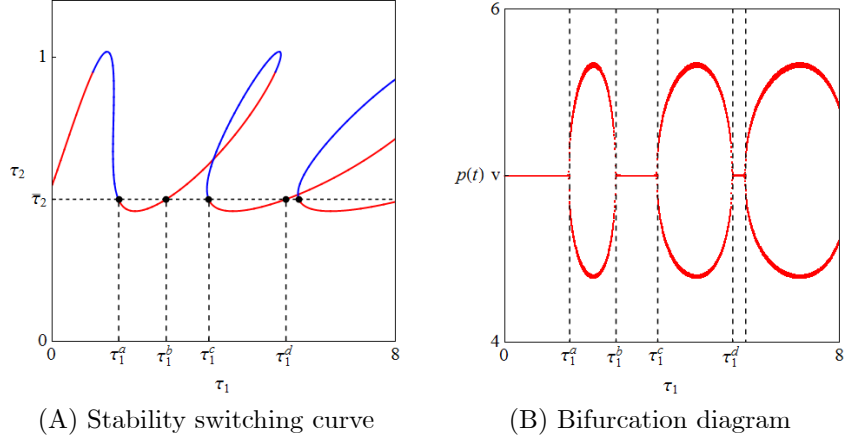 1
τ₂
τ̄₂
0
0
τ₁ᵃ
τ₁ᵇ
τ₁ᶜ
τ₁ᵈ
8
τ₁
(A) Stability switching curve
6
p(t) v
4
0
τ₁ᵃ
τ₁ᵇ
τ₁ᶜ
τ₁ᵈ
8
τ₁
(B) Bifurcation diagram